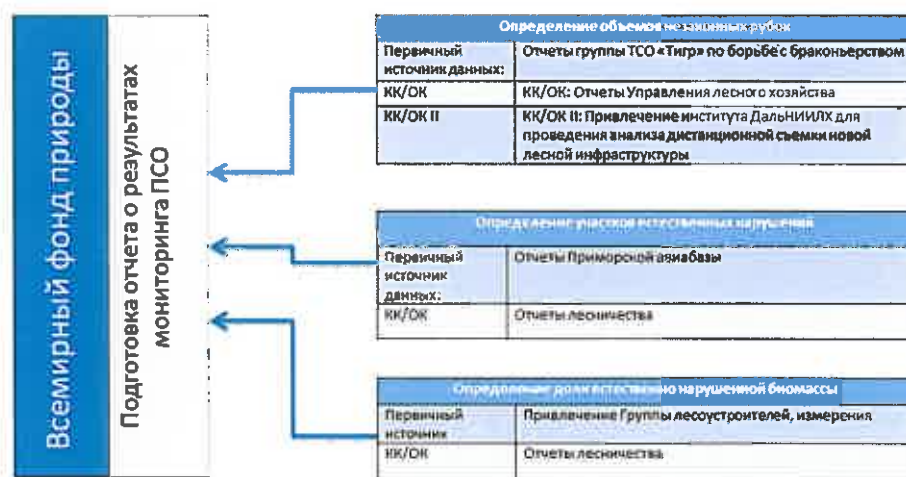 Всемирный фонд природы
Подготовка отчета о результатах
мониторинга ПСО
Определение объемов незаконных рубок
Первичный
источник данных:
Отчеты группы ТСО «Тигр» по борьбе с браконьерством
КК/ОК
КК/ОК: Отчеты Управления лесного хозяйства
КК/ОК II
КК/ОК II: Привлечение института ДальНИИЛХ для
проведения анализа дистанционной съемки новой
лесной инфраструктуры
Определение участков естественных нарушений
Первичный
источник
данных:
Отчеты Приморской авиабазы
КК/ОК
Отчеты лесничества
Определение доли естественно нарушенной биомассы
Первичный
источник
Привлечение Группы лесоустроителей, измерения
КК/ОК
Отчеты лесничества